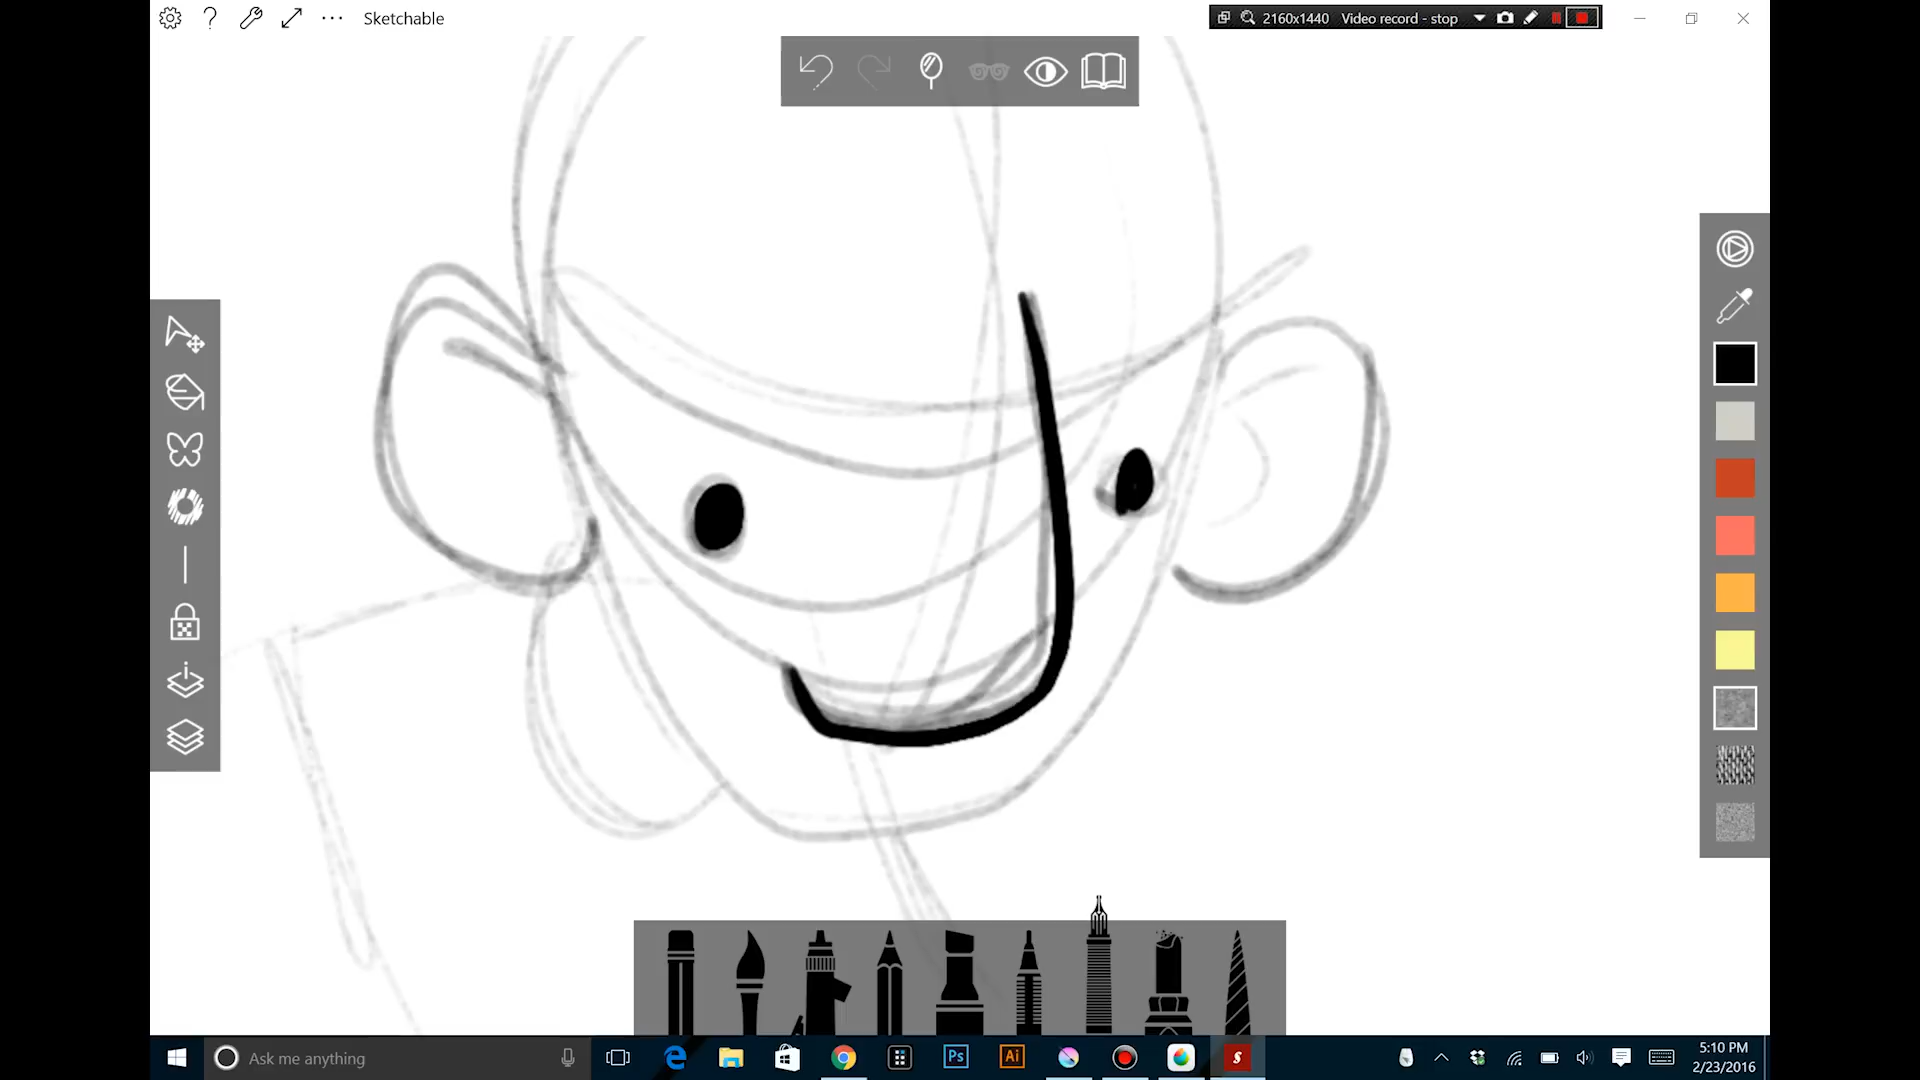 Sketchable
2160x1440 Video record - stop
Ask me anything
Ps
Ai
S
5:10 PM
2/23/2016